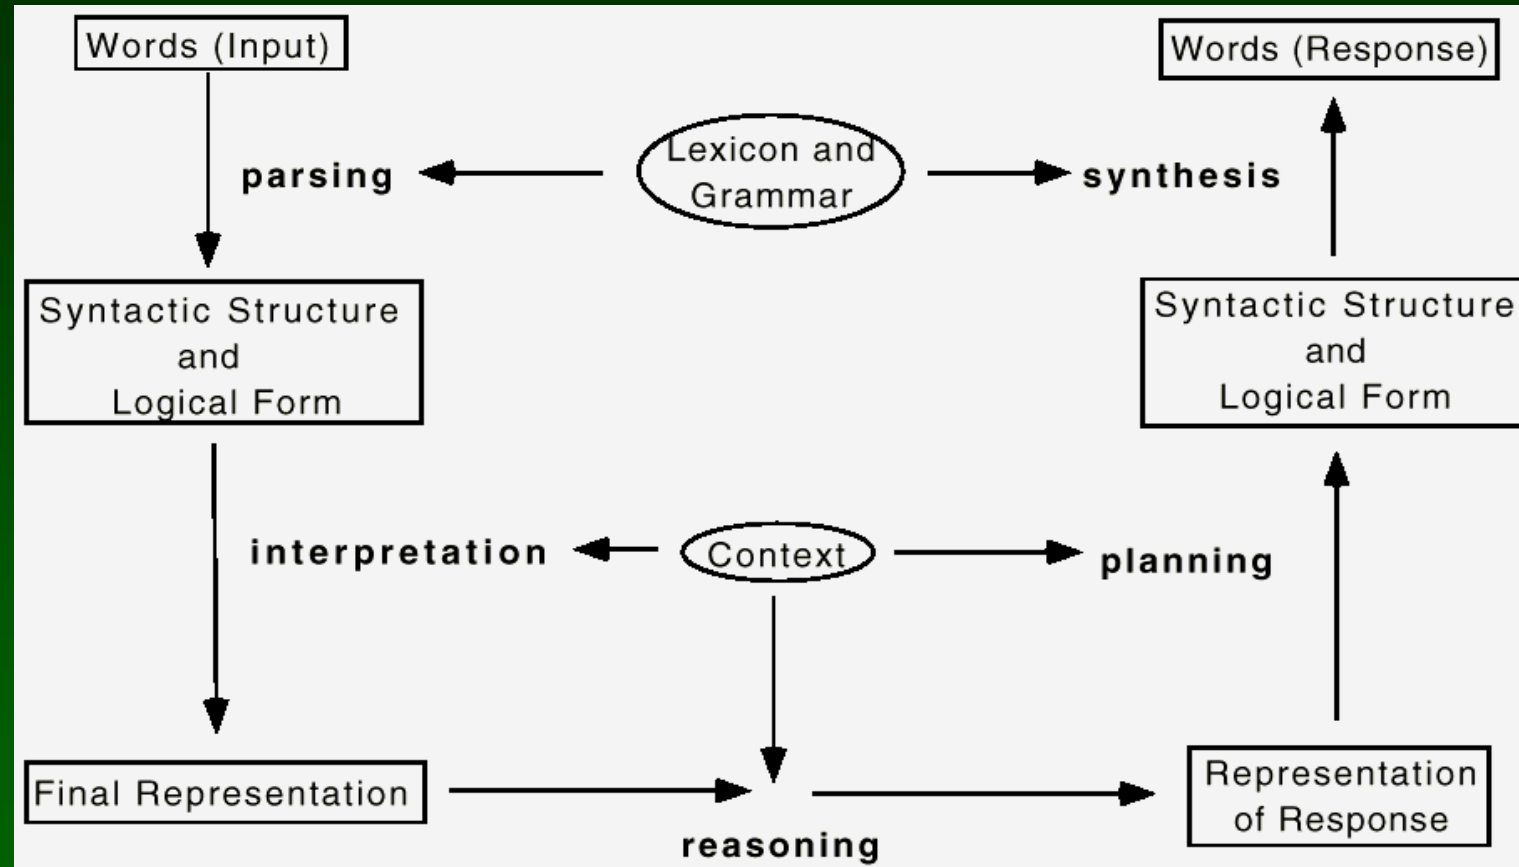 Words (Input)
Words (Response)
Lexicon and
Grammar
parsing
synthesis
Syntactic Structure
and
Logical Form
Syntactic Structure
and
Logical Form
interpretation
Context
planning
Final Representation
Representation
of Response
reasoning